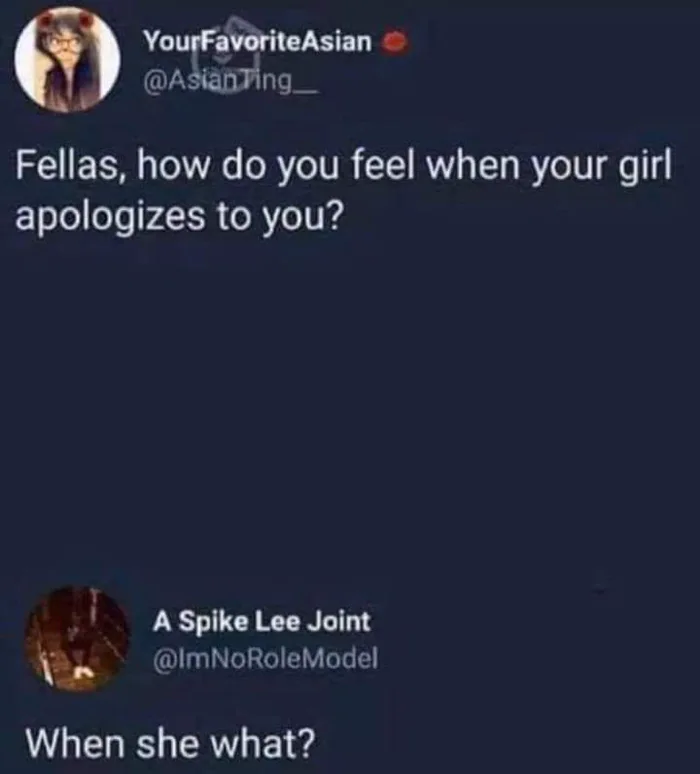 YourFavoriteAsian
@AsianTing__
Fellas, how do you feel when your girl
apologizes to you?
A Spike Lee Joint
@ImNoRoleModel
When she what?